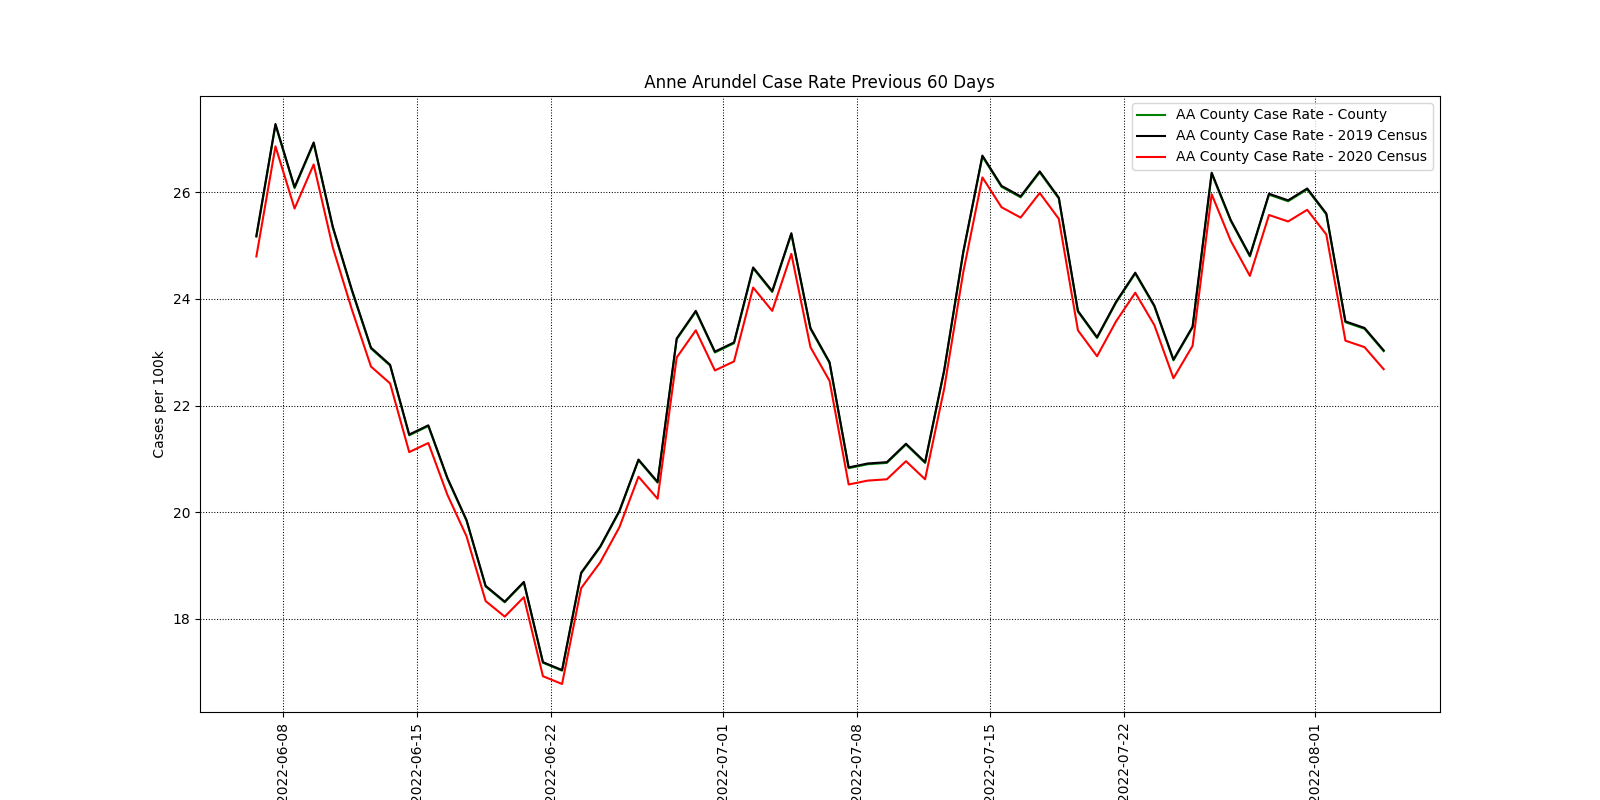 Anne Arundel Case Rate Previous 60 Days
AA County Case Rate - County
AA County Case Rate - 2019 Census
AA County Case Rate - 2020 Census
Cases per 100k
26
24
22
20
18
2022-06-08
2022-06-15
2022-06-22
2022-07-01
2022-07-08
2022-07-15
2022-07-22
2022-08-01